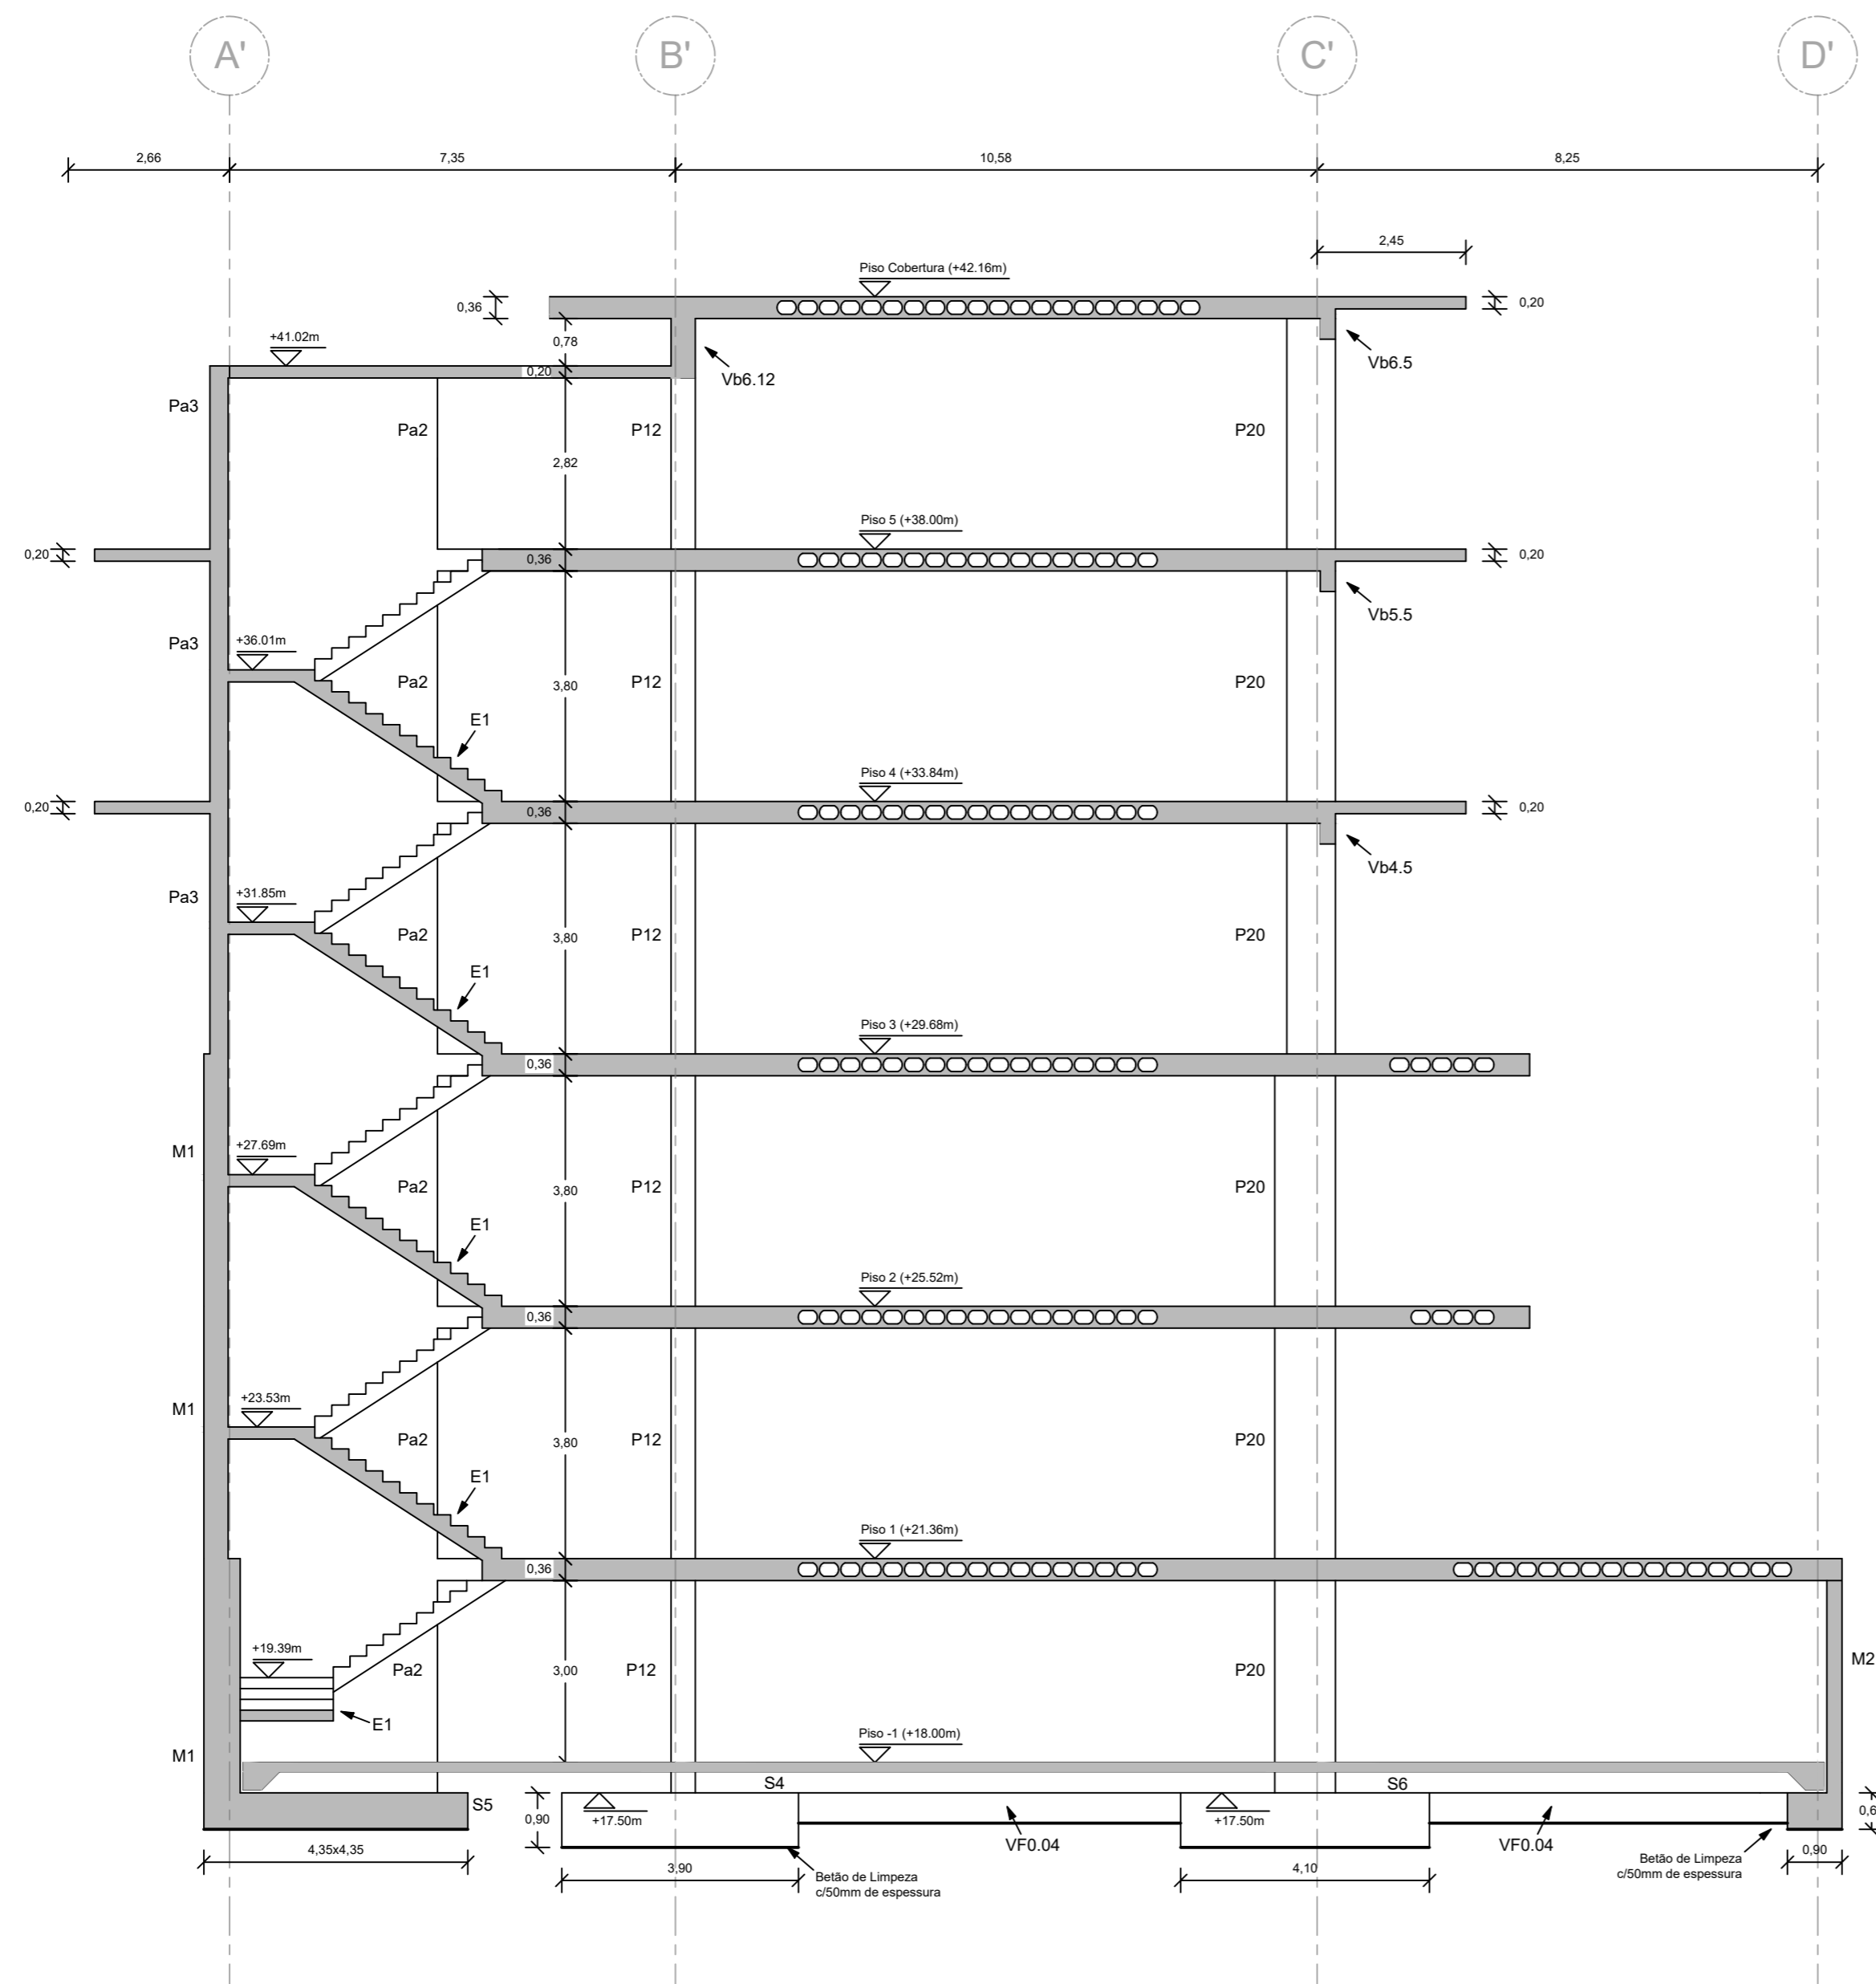 A'
B'
C'
D'
2,66
7,35
10,58
8,25
2,45
Piso Cobertura (+42.16m)
0,36
0,20
0,78
+41.02m
Vb6.5
0,20
Vb6.12
Pa3
Pa2
P12
P20
2,82
Piso 5 (+38.00m)
0,20
0,36
0,20
Vb5.5
+36.01m
Pa3
Pa2
3,80
P12
P20
E1
Piso 4 (+33.84m)
0,20
0,36
0,20
Vb4.5
+31.85m
Pa3
Pa2
3,80
P12
P20
E1
Piso 3 (+29.68m)
0,36
+27.69m
M1
Pa2
3,80
P12
P20
E1
Piso 2 (+25.52m)
0,36
+23.53m
M1
Pa2
3,80
P12
P20
E1
Piso 1 (+21.36m)
0,36
+19.39m
Pa2
3,00
P12
P20
M2
E1
Piso -1 (+18.00m)
M1
S4
S6
S5
0,90
+17.50m
+17.50m
0,6
VF0.04
VF0.04
4,35x4,35
3,90
4,10
0,90
Betão de Limpeza
c/50mm de espessura
Betão de Limpeza
c/50mm de espessura